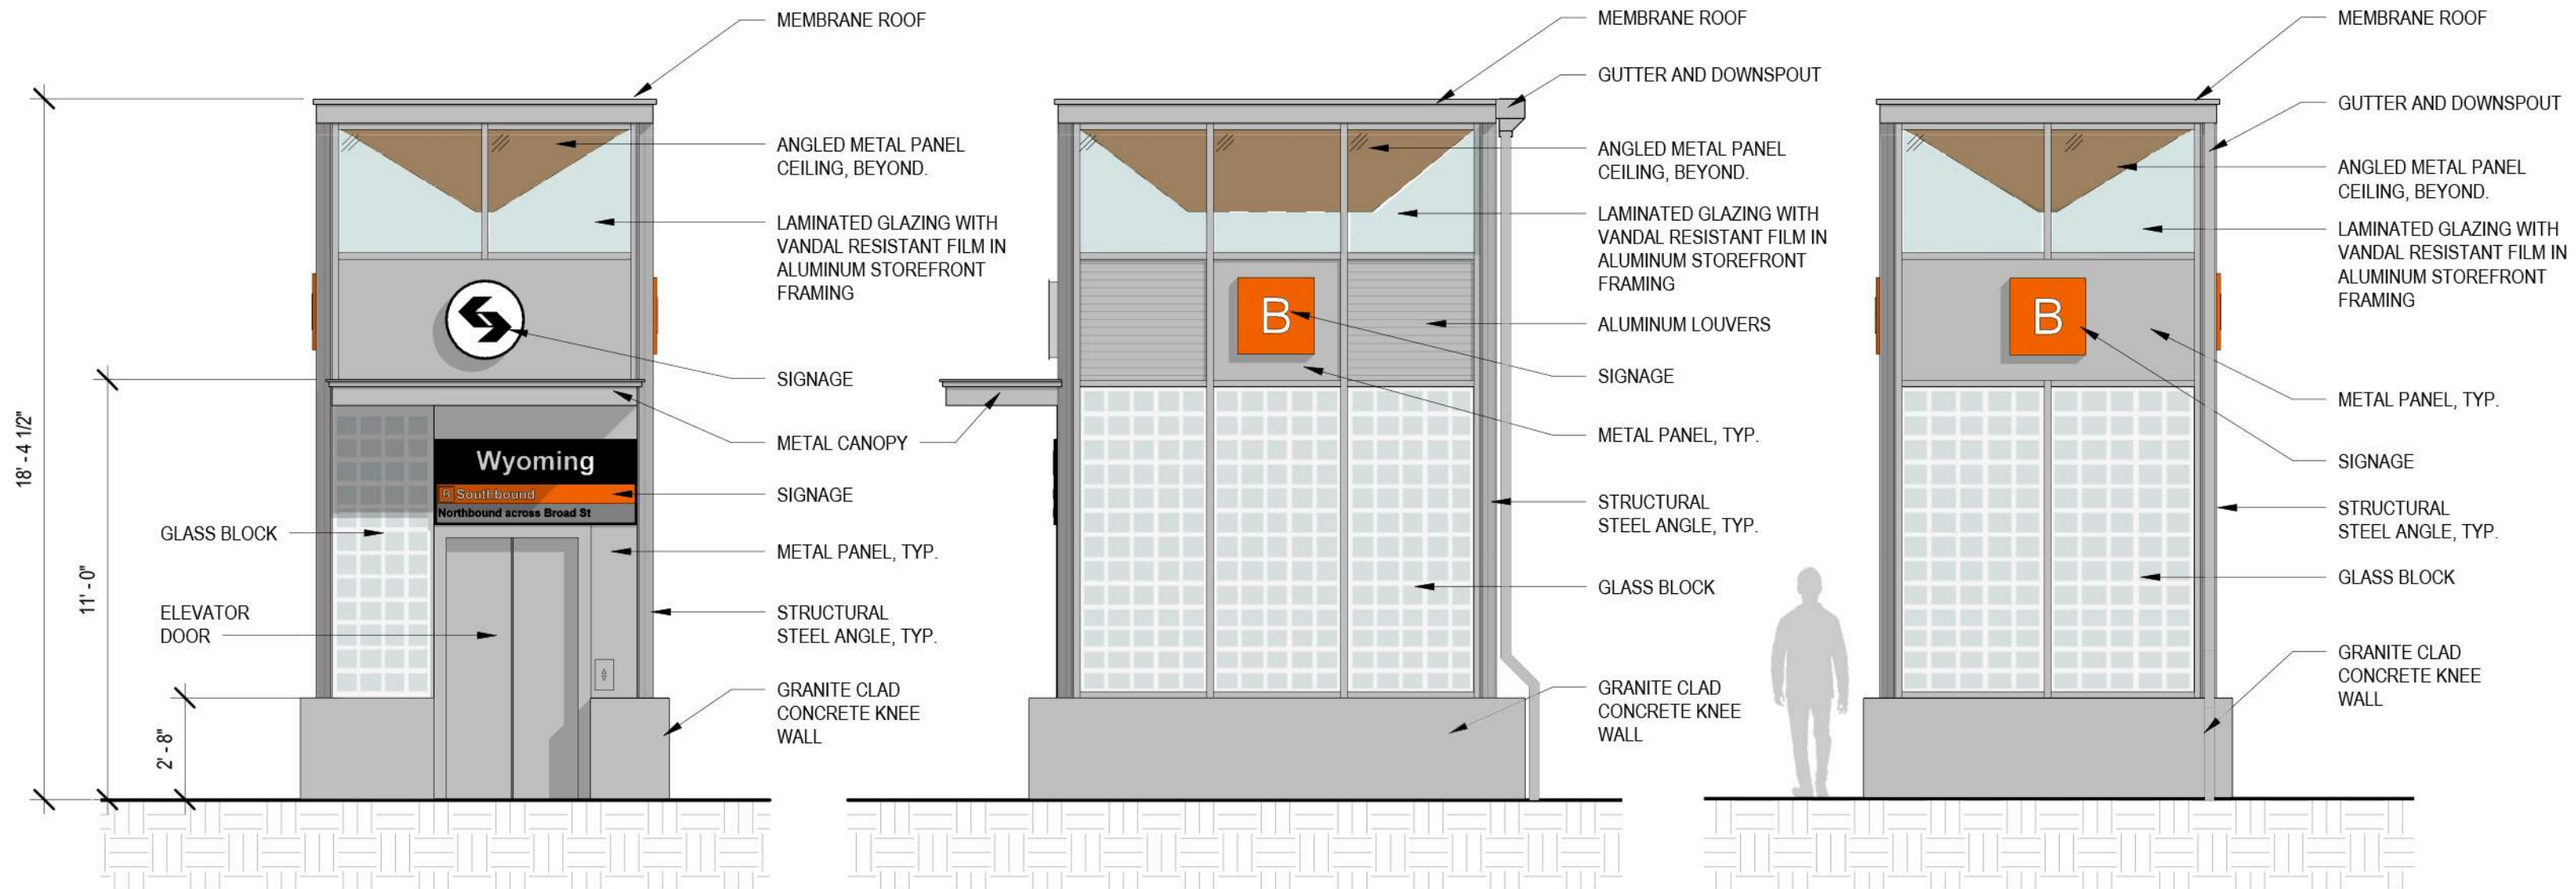 MEMBRANE ROOF
ANGLED METAL PANEL
CEILING, BEYOND.
LAMINATED GLAZING WITH
VANDAL RESISTANT FILM IN
ALUMINUM STOREFRONT
FRAMING
SIGNAGE
METAL CANOPY
SIGNAGE
METAL PANEL, TYP.
STRUCTURAL
STEEL ANGLE, TYP.
GRANITE CLAD
CONCRETE KNEE
WALL
18' - 4 1/2"
11' - 0"
2' - 8"
GLASS BLOCK
ELEVATOR
DOOR
Wyoming
B Southbound
Northbound across Broad St
MEMBRANE ROOF
GUTTER AND DOWNSPOUT
ANGLED METAL PANEL
CEILING, BEYOND.
LAMINATED GLAZING WITH
VANDAL RESISTANT FILM IN
ALUMINUM STOREFRONT
FRAMING
ALUMINUM LOUVERS
SIGNAGE
METAL PANEL, TYP.
STRUCTURAL
STEEL ANGLE, TYP.
GLASS BLOCK
GRANITE CLAD
CONCRETE KNEE
WALL
B
MEMBRANE ROOF
GUTTER AND DOWNSPOUT
ANGLED METAL PANEL
CEILING, BEYOND.
LAMINATED GLAZING WITH
VANDAL RESISTANT FILM IN
ALUMINUM STOREFRONT
FRAMING
METAL PANEL, TYP.
SIGNAGE
STRUCTURAL
STEEL ANGLE, TYP.
GLASS BLOCK
GRANITE CLAD
CONCRETE KNEE
WALL
B